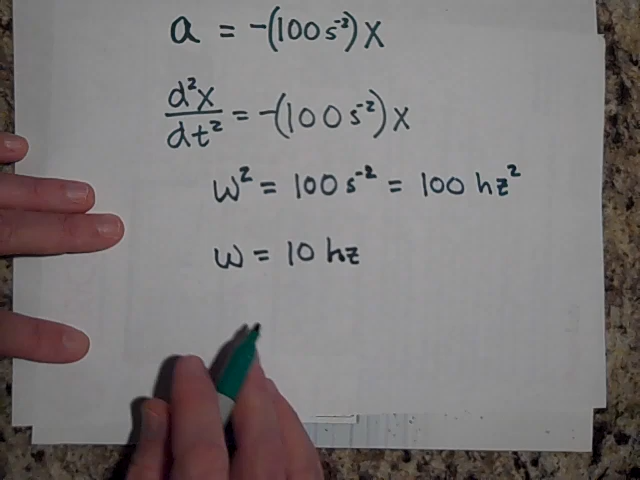 a = -(100 s⁻²) x
d²x/dt² = -(100 s⁻²) x
ω² = 100 s⁻² = 100 hz²
ω = 10 hz